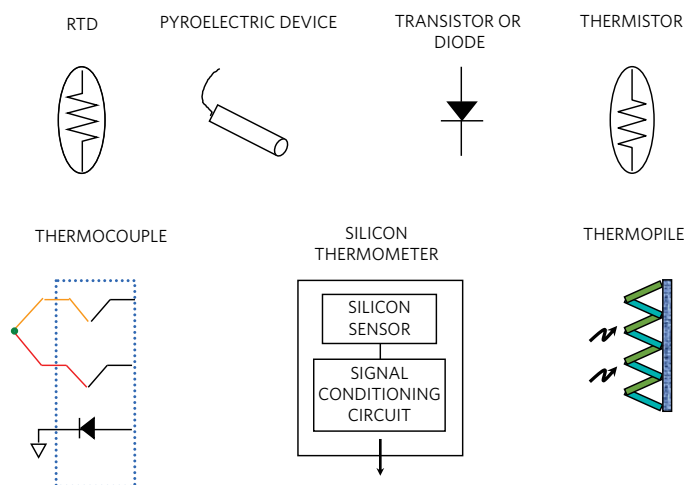 RTD
PYROELECTRIC DEVICE
TRANSISTOR OR
DIODE
THERMISTOR
THERMOCOUPLE
SILICON
THERMOMETER
THERMOPILE
SILICON
SENSOR
SIGNAL
CONDITIONING
CIRCUIT